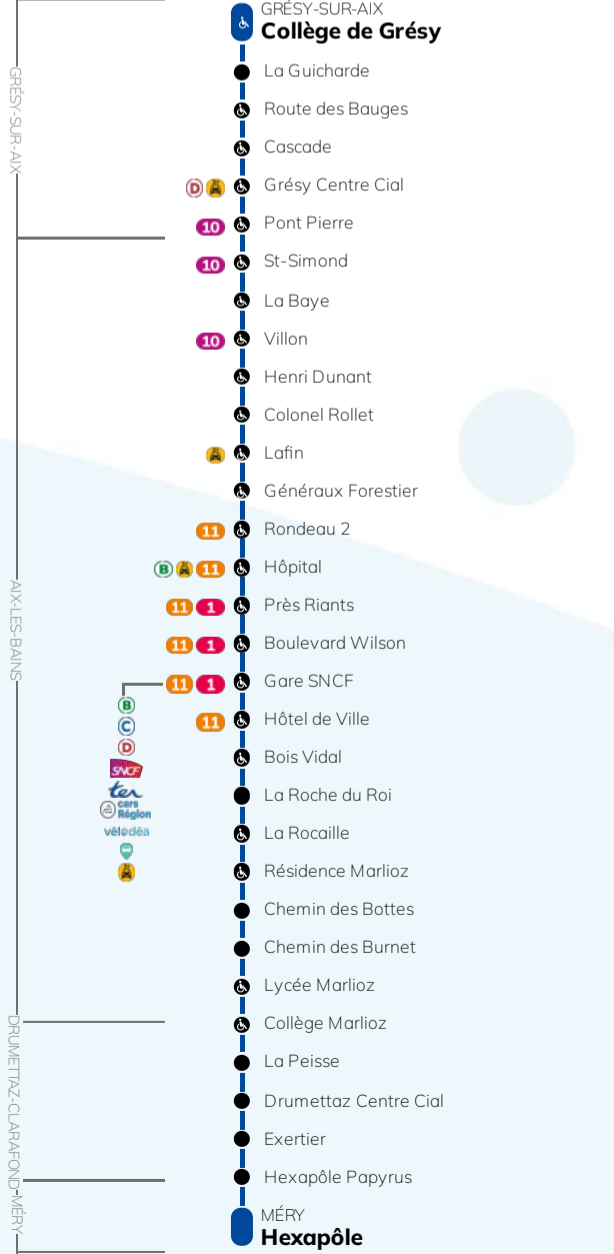 GRÉSY-SUR-AIX
Collège de Grésy
La Guicharde
Route des Bauges
Cascade
D Grésy Centre Cial
10 Pont Pierre
10 St-Simond
La Baye
10 Villon
Henri Dunant
Colonel Rollet
Lafin
Généraux Forestier
11 Rondeau 2
B 11 Hôpital
11 1 Près Riants
11 1 Boulevard Wilson
11 1 Gare SNCF
B
C
D
SNCF
ter
cars
Région
vélodéa
11 Hôtel de Ville
Bois Vidal
La Roche du Roi
La Rocaille
Résidence Marlioz
Chemin des Bottes
Chemin des Burnet
Lycée Marlioz
Collège Marlioz
La Peisse
Drumettaz Centre Cial
Exertier
Hexapôle Papyrus
MÉRY
Hexapôle
GRÉSY-SUR-AIX
AIX-LES-BAINS
DRUMETTAZ-CLARAFOND
MÉRY